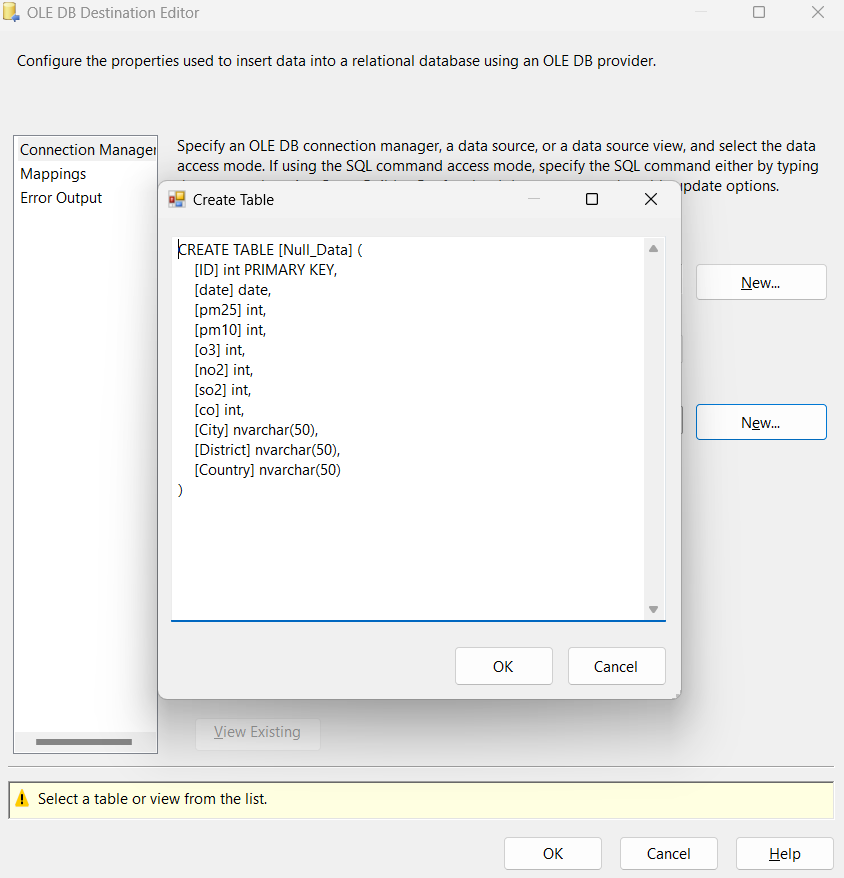 OLE DB Destination Editor
Configure the properties used to insert data into a relational database using an OLE DB provider.
Connection Manager
Mappings
Error Output
Specify an OLE DB connection manager, a data source, or a data source view, and select the data
access mode. If using the SQL command access mode, specify the SQL command either by typing
update options.
Create Table
CREATE TABLE [Null_Data] (
[ID] int PRIMARY KEY,
[date] date,
[pm25] int,
[pm10] int,
[o3] int,
[no2] int,
[so2] int,
[co] int,
[City] nvarchar(50),
[District] nvarchar(50),
[Country] nvarchar(50)
)
New...
New...
OK
Cancel
View Existing
Select a table or view from the list.
OK
Cancel
Help